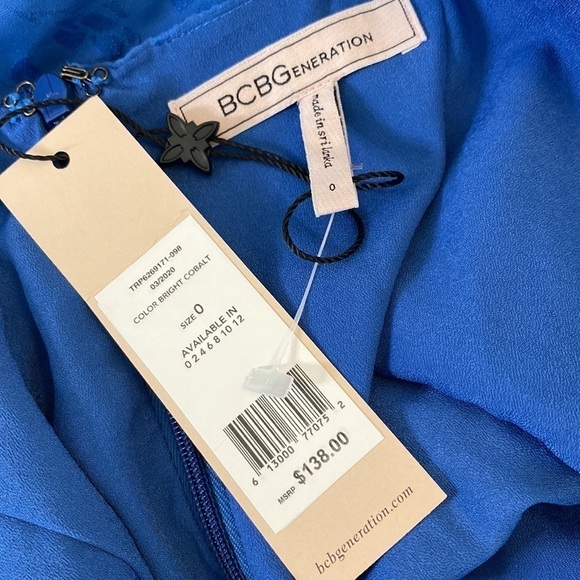 BCBGENERATION
made in sri lanka
0
TRP6269171-098
03/2020
COLOR BRIGHT COBALT
SIZE 0
AVAILABLE IN
0 2 4 6 8 10 12
6 13000 77075 2
MSRP $138.00
bcbgeneration.com